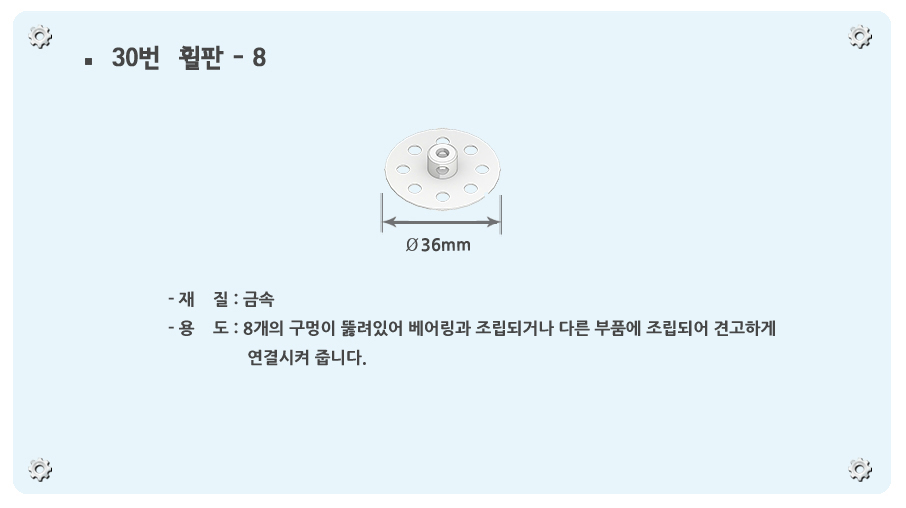 ▪ 30번 휠판 - 8
Ø36mm
- 재 질 : 금속
- 용 도 : 8개의 구멍이 뚫려있어 베어링과 조립되거나 다른 부품에 조립되어 견고하게
연결시켜 줍니다.